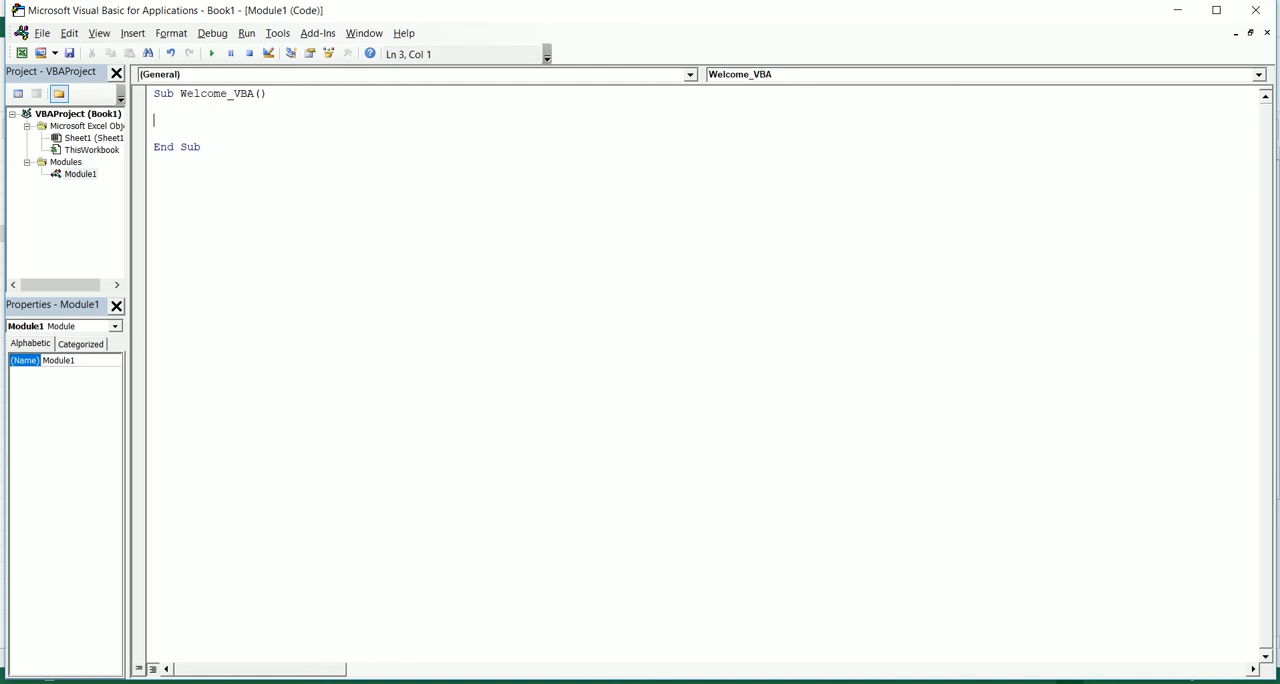 Microsoft Visual Basic for Applications - Book1 - [Module1 (Code)]
File Edit View Insert Format Debug Run Tools Add-Ins Window Help
Ln 3, Col 1
Project - VBAProject
VBAProject (Book1)
Microsoft Excel Obj
Sheet1 (Sheet1
ThisWorkbook
Modules
Module1
Properties - Module1
Module1 Module
Alphabetic Categorized
(Name) Module1
(General) Welcome_VBA
Sub Welcome_VBA()
End Sub